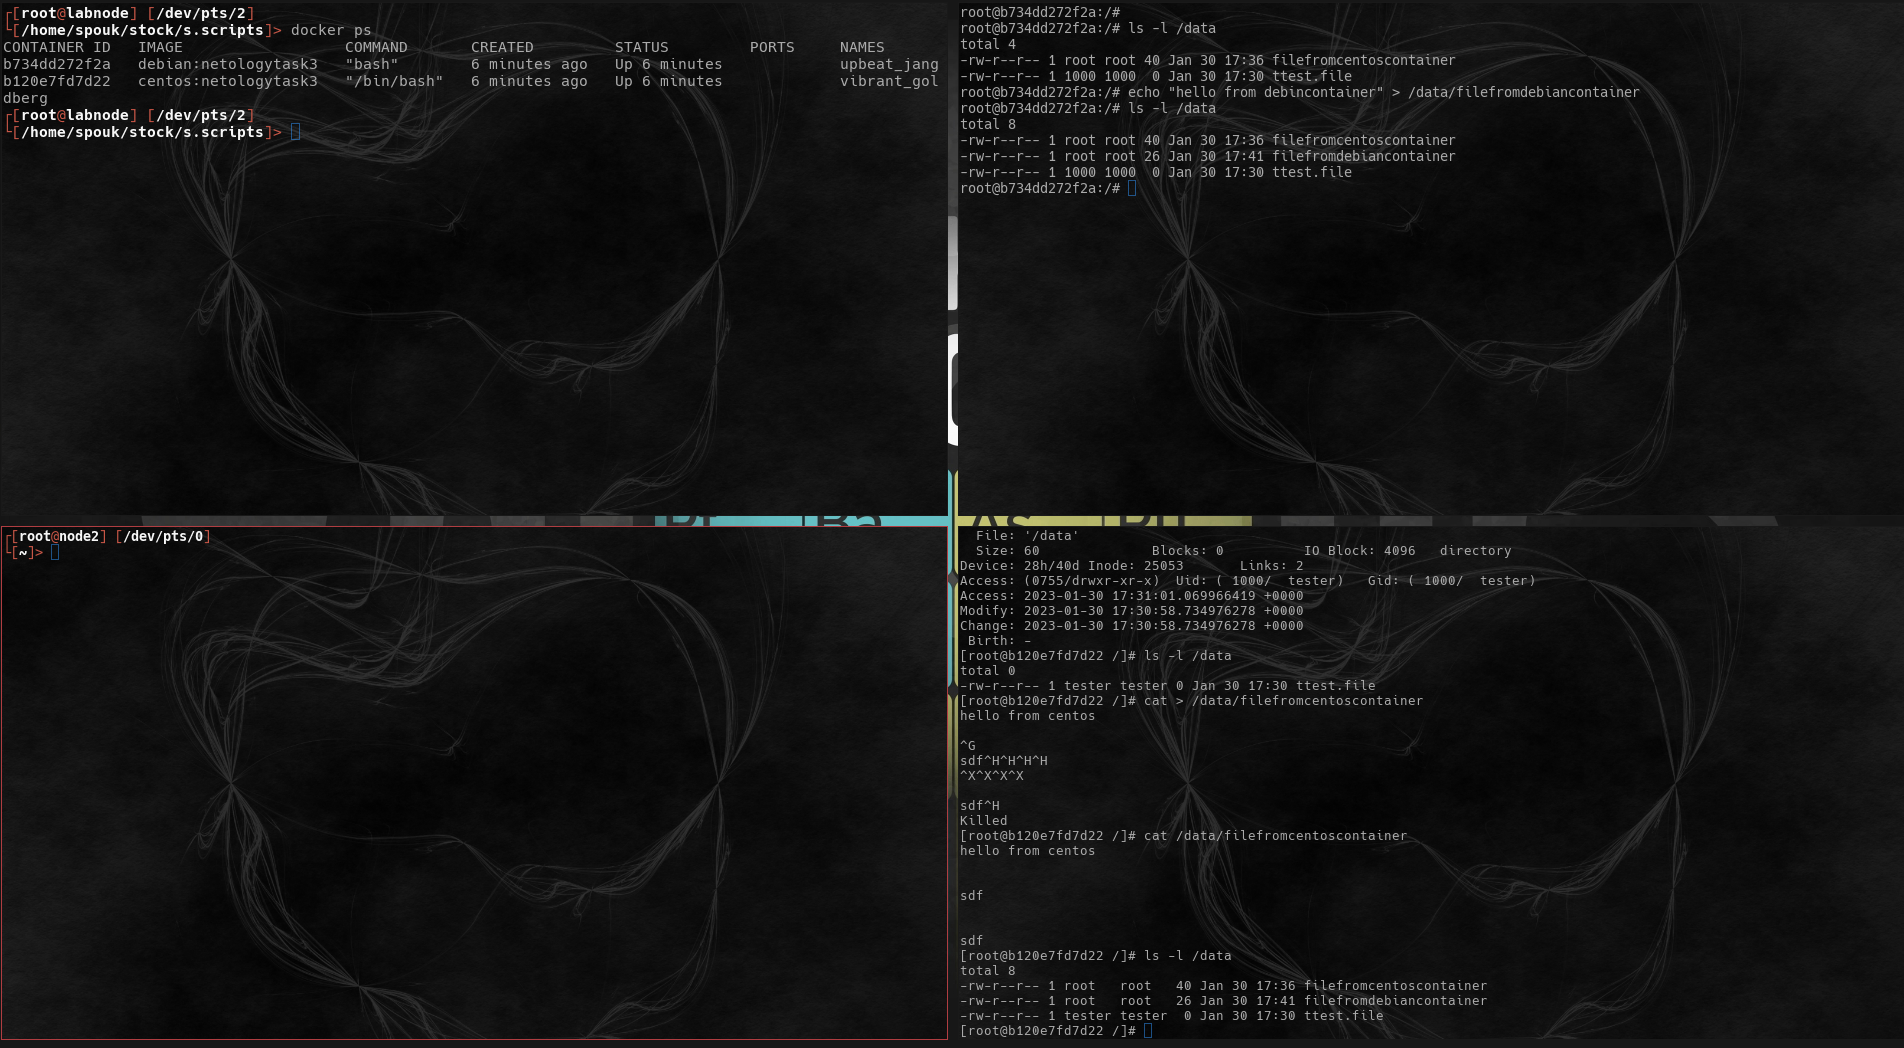 ┌[root@labnode] [/dev/pts/2]
└[/home/spouk/stock/s.scripts]> docker ps
CONTAINER ID   IMAGE                  COMMAND       CREATED         STATUS         PORTS     NAMES
b734dd272f2a   debian:netologytask3   "bash"        6 minutes ago   Up 6 minutes             upbeat_jang
b120e7fd7d22   centos:netologytask3   "/bin/bash"   6 minutes ago   Up 6 minutes             vibrant_gol
dberg
┌[root@labnode] [/dev/pts/2]
└[/home/spouk/stock/s.scripts]>
root@b734dd272f2a:/#
root@b734dd272f2a:/# ls -l /data
total 4
-rw-r--r-- 1 root root 40 Jan 30 17:36 filefromcentoscontainer
-rw-r--r-- 1 1000 1000  0 Jan 30 17:30 ttest.file
root@b734dd272f2a:/# echo "hello from debincontainer" > /data/filefromdebiancontainer
root@b734dd272f2a:/# ls -l /data
total 8
-rw-r--r-- 1 root root 40 Jan 30 17:36 filefromcentoscontainer
-rw-r--r-- 1 root root 26 Jan 30 17:41 filefromdebiancontainer
-rw-r--r-- 1 1000 1000  0 Jan 30 17:30 ttest.file
root@b734dd272f2a:/#
┌[root@node2] [/dev/pts/0]
└[~]>
  File: '/data'
  Size: 60              Blocks: 0          IO Block: 4096   directory
Device: 28h/40d Inode: 25053       Links: 2
Access: (0755/drwxr-xr-x)  Uid: ( 1000/  tester)   Gid: ( 1000/  tester)
Access: 2023-01-30 17:31:01.069966419 +0000
Modify: 2023-01-30 17:30:58.734976278 +0000
Change: 2023-01-30 17:30:58.734976278 +0000
 Birth: -
[root@b120e7fd7d22 /]# ls -l /data
total 0
-rw-r--r-- 1 tester tester 0 Jan 30 17:30 ttest.file
[root@b120e7fd7d22 /]# cat > /data/filefromcentoscontainer
hello from centos
^G
sdf^H^H^H^H
^X^X^X^X
sdf^H
Killed
[root@b120e7fd7d22 /]# cat /data/filefromcentoscontainer
hello from centos
sdf
sdf
[root@b120e7fd7d22 /]# ls -l /data
total 8
-rw-r--r-- 1 root   root   40 Jan 30 17:36 filefromcentoscontainer
-rw-r--r-- 1 root   root   26 Jan 30 17:41 filefromdebiancontainer
-rw-r--r-- 1 tester tester  0 Jan 30 17:30 ttest.file
[root@b120e7fd7d22 /]#